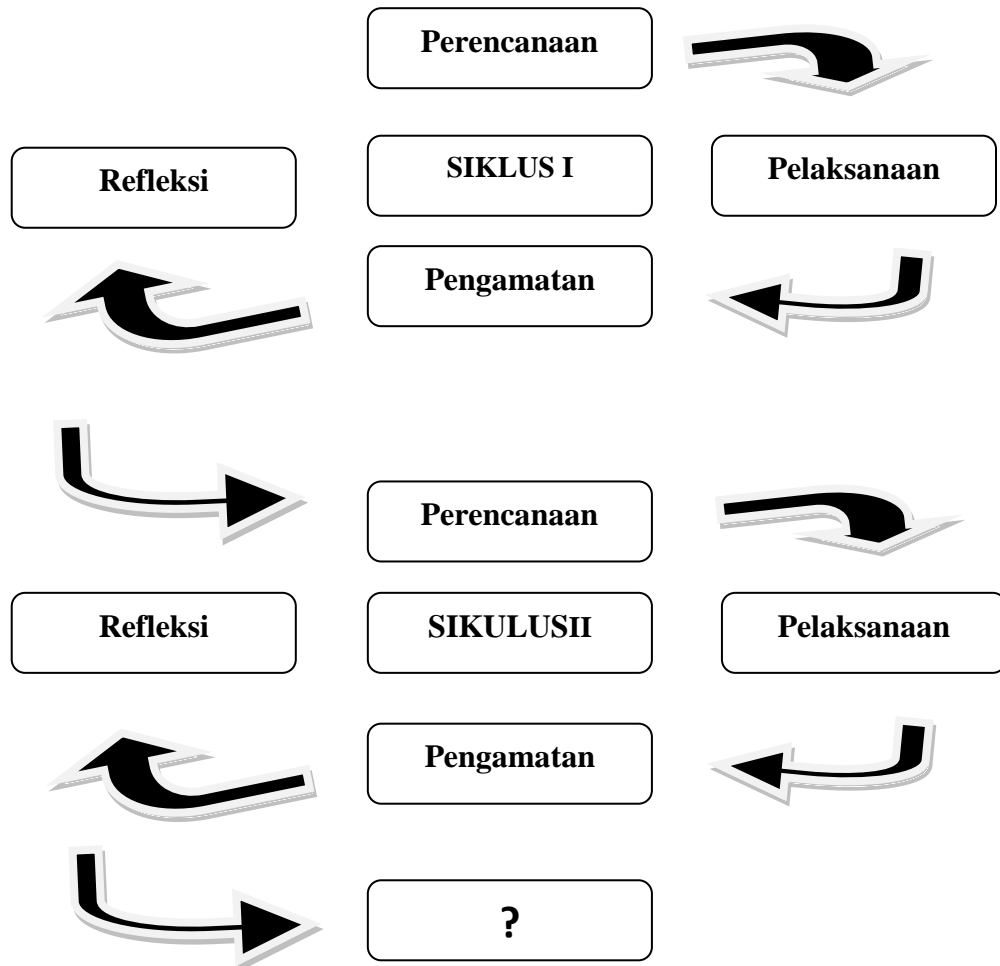 Perencanaan
Refleksi
SIKLUS I
Pelaksanaan
Pengamatan
Perencanaan
Refleksi
SIKULUSII
Pelaksanaan
Pengamatan
?